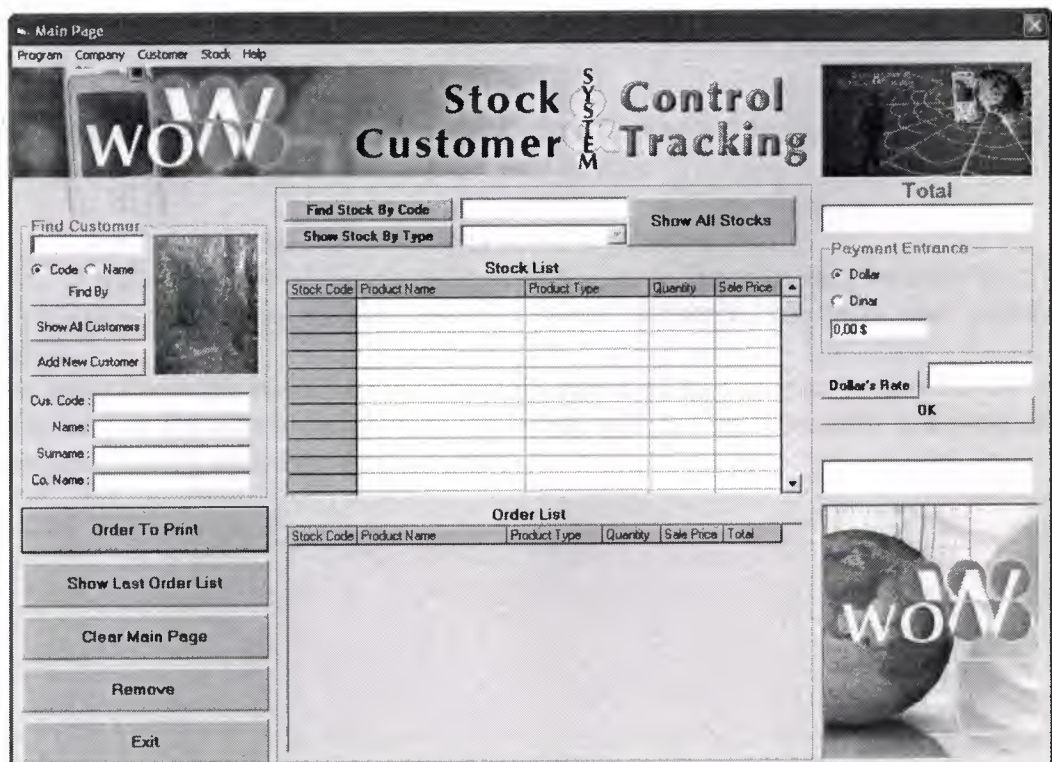 Main Page
Program Company Customer Stock Help
WOW
Stock Control
SYSTEM
Customer & Tracking
Find Customer
Code Name
Find By
Show All Customers
Add New Customer
Cus. Code :
Name :
Surname :
Co. Name :
Order To Print
Show Last Order List
Clear Main Page
Remove
Exit
Find Stock By Code
Show Stock By Type
Show All Stocks
Stock List
Stock Code Product Name Product Type Quantity Sale Price
Order List
Stock Code Product Name Product Type Quantity Sale Price Total
Total
Payment Entrance
Dollar
Dinar
0,00 $
Dollar's Rate
OK
WOW